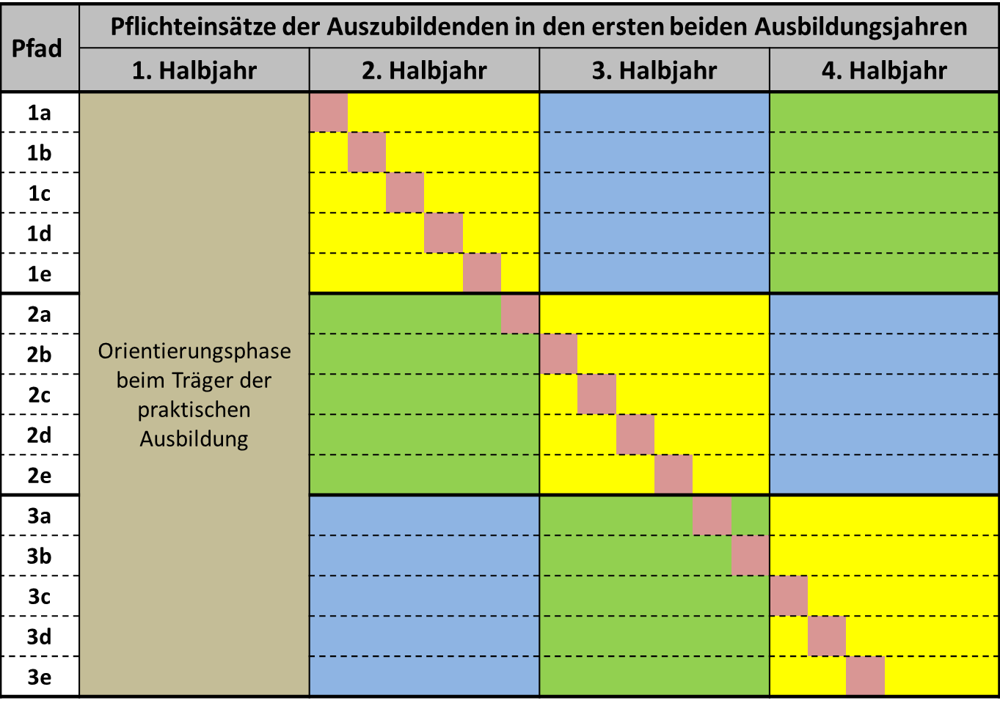 Pfad
Pflichteinsätze der Auszubildenden in den ersten beiden Ausbildungsjahren
1. Halbjahr
2. Halbjahr
3. Halbjahr
4. Halbjahr
1a
1b
1c
1d
1e
2a
2b
2c
2d
2e
3a
3b
3c
3d
3e
Orientierungsphase
beim Träger der
praktischen
Ausbildung